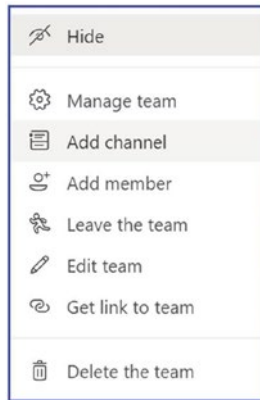 Hide
Manage team
Add channel
Add member
Leave the team
Edit team
Get link to team
Delete the team